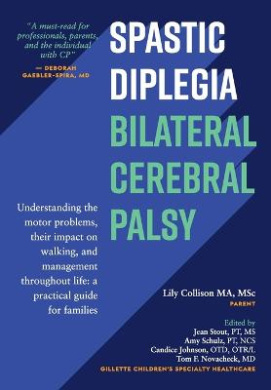 "A must-read for
professionals, parents,
and the individual
with CP"
— DEBORAH
GAEBLER-SPIRA, MD
SPASTIC
DIPLEGIA
BILATERAL
CEREBRAL
PALSY
Understanding the
motor problems,
their impact on
walking, and
management
throughout life: a
practical guide
for families
Lily Collison MA, MSc
PARENT
Edited by
Jean Stout, PT, MS
Amy Schulz, PT, NCS
Candice Johnson, OTD, OTR/L
Tom F. Novacheck, MD
GILLETTE CHILDREN'S SPECIALTY HEALTHCARE